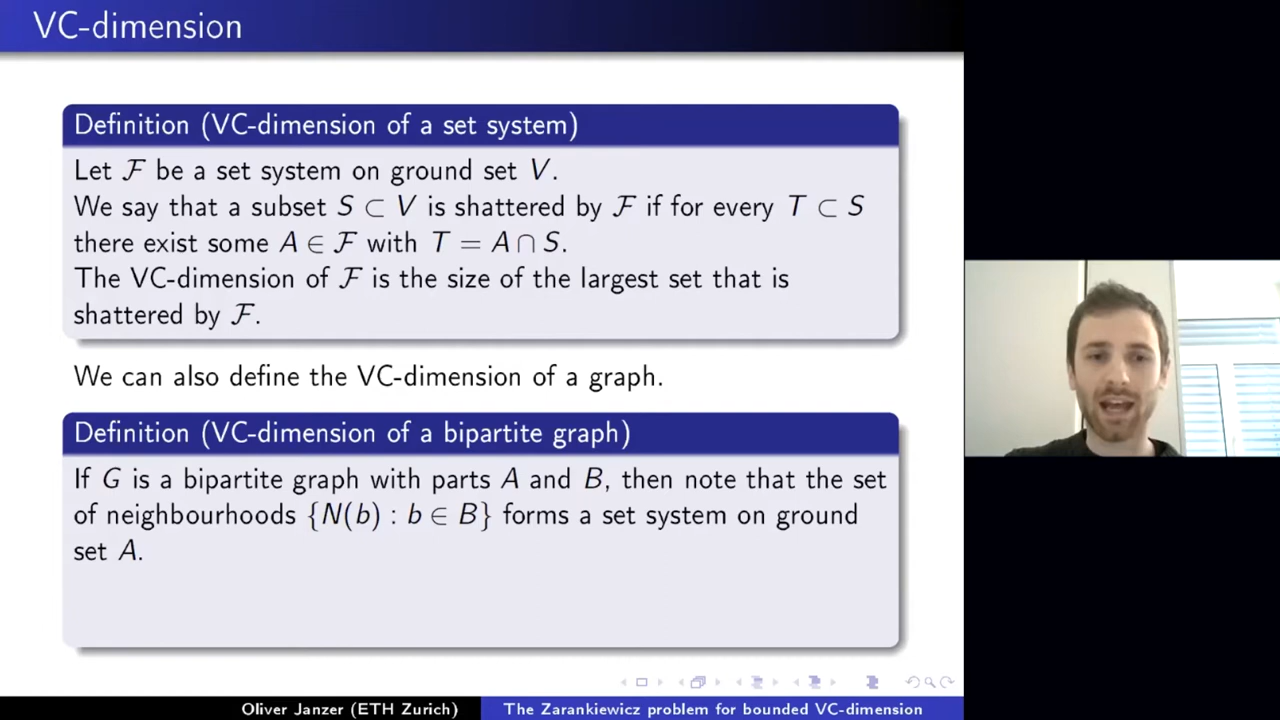 VC-dimension
Definition (VC-dimension of a set system)
Let ℱ be a set system on ground set V.
We say that a subset S ⊂ V is shattered by ℱ if for every T ⊂ S
there exist some A ∈ ℱ with T = A ∩ S.
The VC-dimension of ℱ is the size of the largest set that is
shattered by ℱ.
We can also define the VC-dimension of a graph.
Definition (VC-dimension of a bipartite graph)
If G is a bipartite graph with parts A and B, then note that the set
of neighbourhoods {N(b) : b ∈ B} forms a set system on ground
set A.
Oliver Janzer (ETH Zurich)
The Zarankiewicz problem for bounded VC-dimension